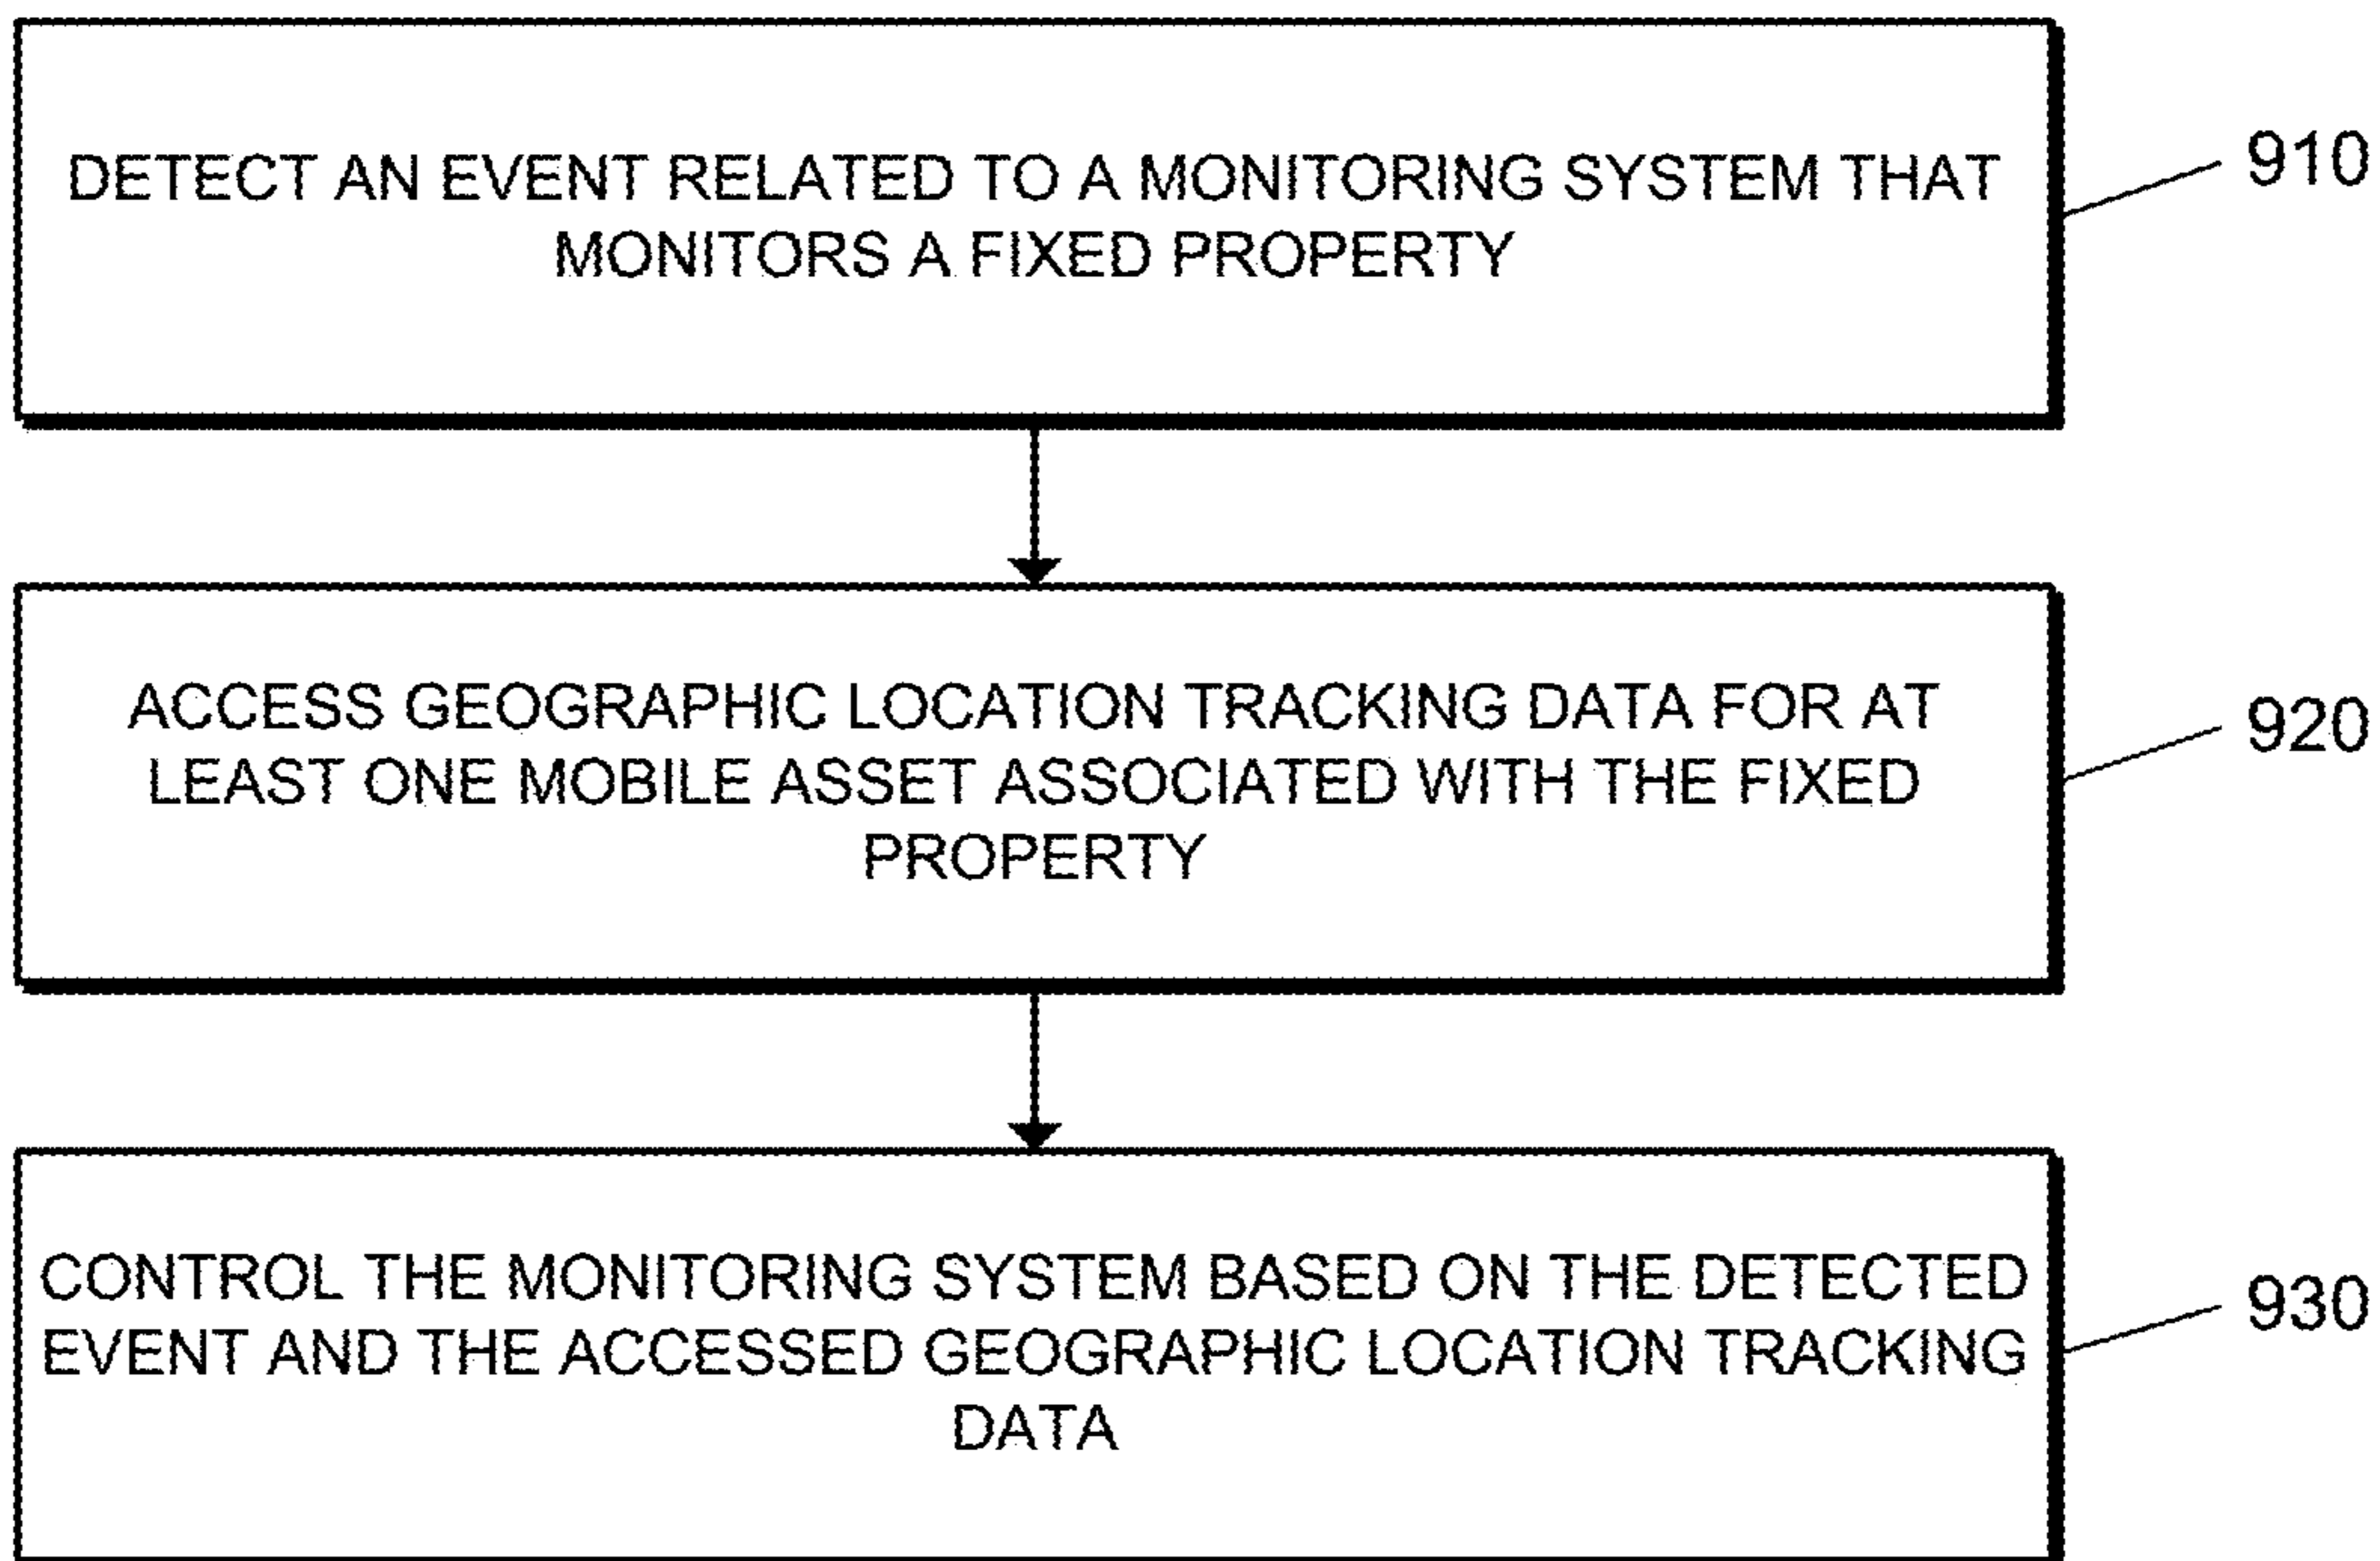 DETECT AN EVENT RELATED TO A MONITORING SYSTEM THAT
MONITORS A FIXED PROPERTY
910
ACCESS GEOGRAPHIC LOCATION TRACKING DATA FOR AT
LEAST ONE MOBILE ASSET ASSOCIATED WITH THE FIXED
PROPERTY
920
CONTROL THE MONITORING SYSTEM BASED ON THE DETECTED
EVENT AND THE ACCESSED GEOGRAPHIC LOCATION TRACKING
DATA
930